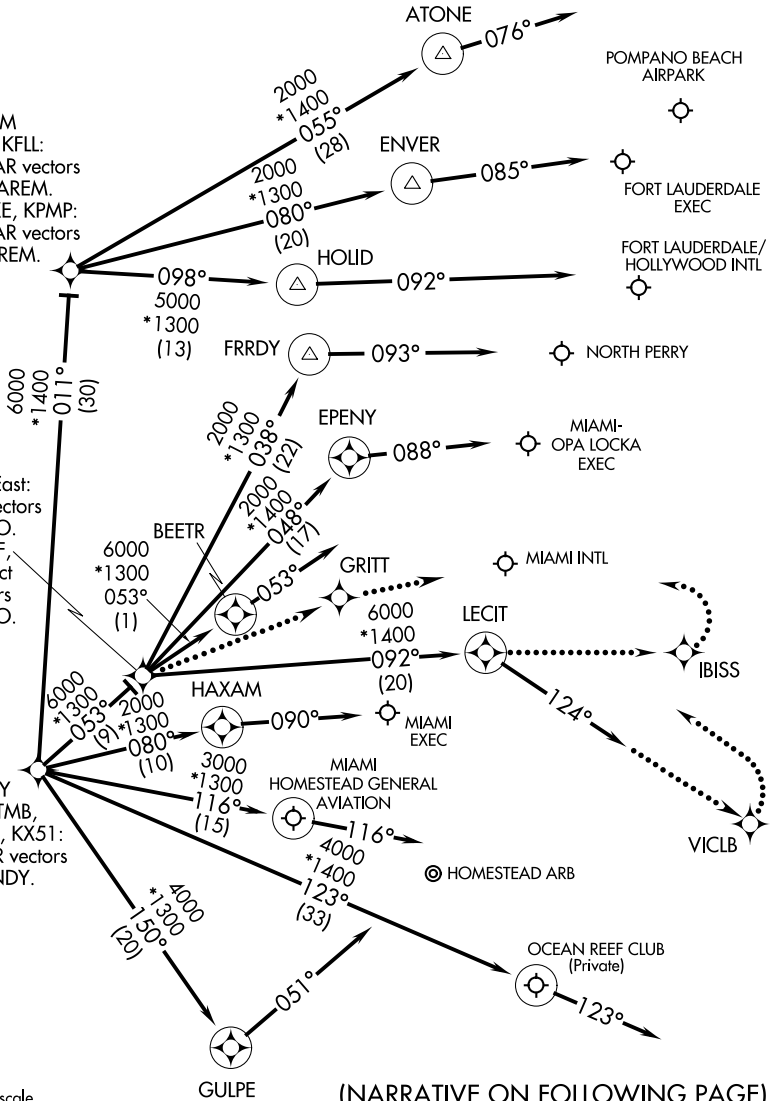 ATONE
076°
POMPANO BEACH
AIRPARK
2000
*1400
055°
(28)
KFLL:
AR vectors
AREM.
KPMP:
AR vectors
REM.
ENVER
2000
*1300
080°
(20)
085°
FORT LAUDERDALE
EXEC
HOLID
098°
5000
*1300
(13)
092°
FORT LAUDERDALE/
HOLLYWOOD INTL
FRRDY
093°
NORTH PERRY
6000
*1400
011°
(30)
2000
*1300
038°
(22)
EPENY
088°
MIAMI-
OPA LOCKA
EXEC
2000
*1400
048°
(17)
East:
ectors
O.
F,
ct
rs
O.
BEETR
053°
6000
*1300
053°
(1)
GRITT
MIAMI INTL
6000
*1400
092°
(20)
LECIT
IBISS
124°
VICLB
6000
*1300
053°
(9)
HAXAM
2000
*1300
080°
(10)
090°
MIAMI
EXEC
3000
*1300
116°
(15)
MIAMI
HOMESTEAD GENERAL
AVIATION
116°
HOMESTEAD ARB
Y
TMB,
, KX51:
R vectors
NDY.
4000
*1400
123°
(33)
OCEAN REEF CLUB
(Private)
123°
4000
*1300
150°
(20)
051°
GULPE
scale
(NARRATIVE ON FOLLOWING PAGE)